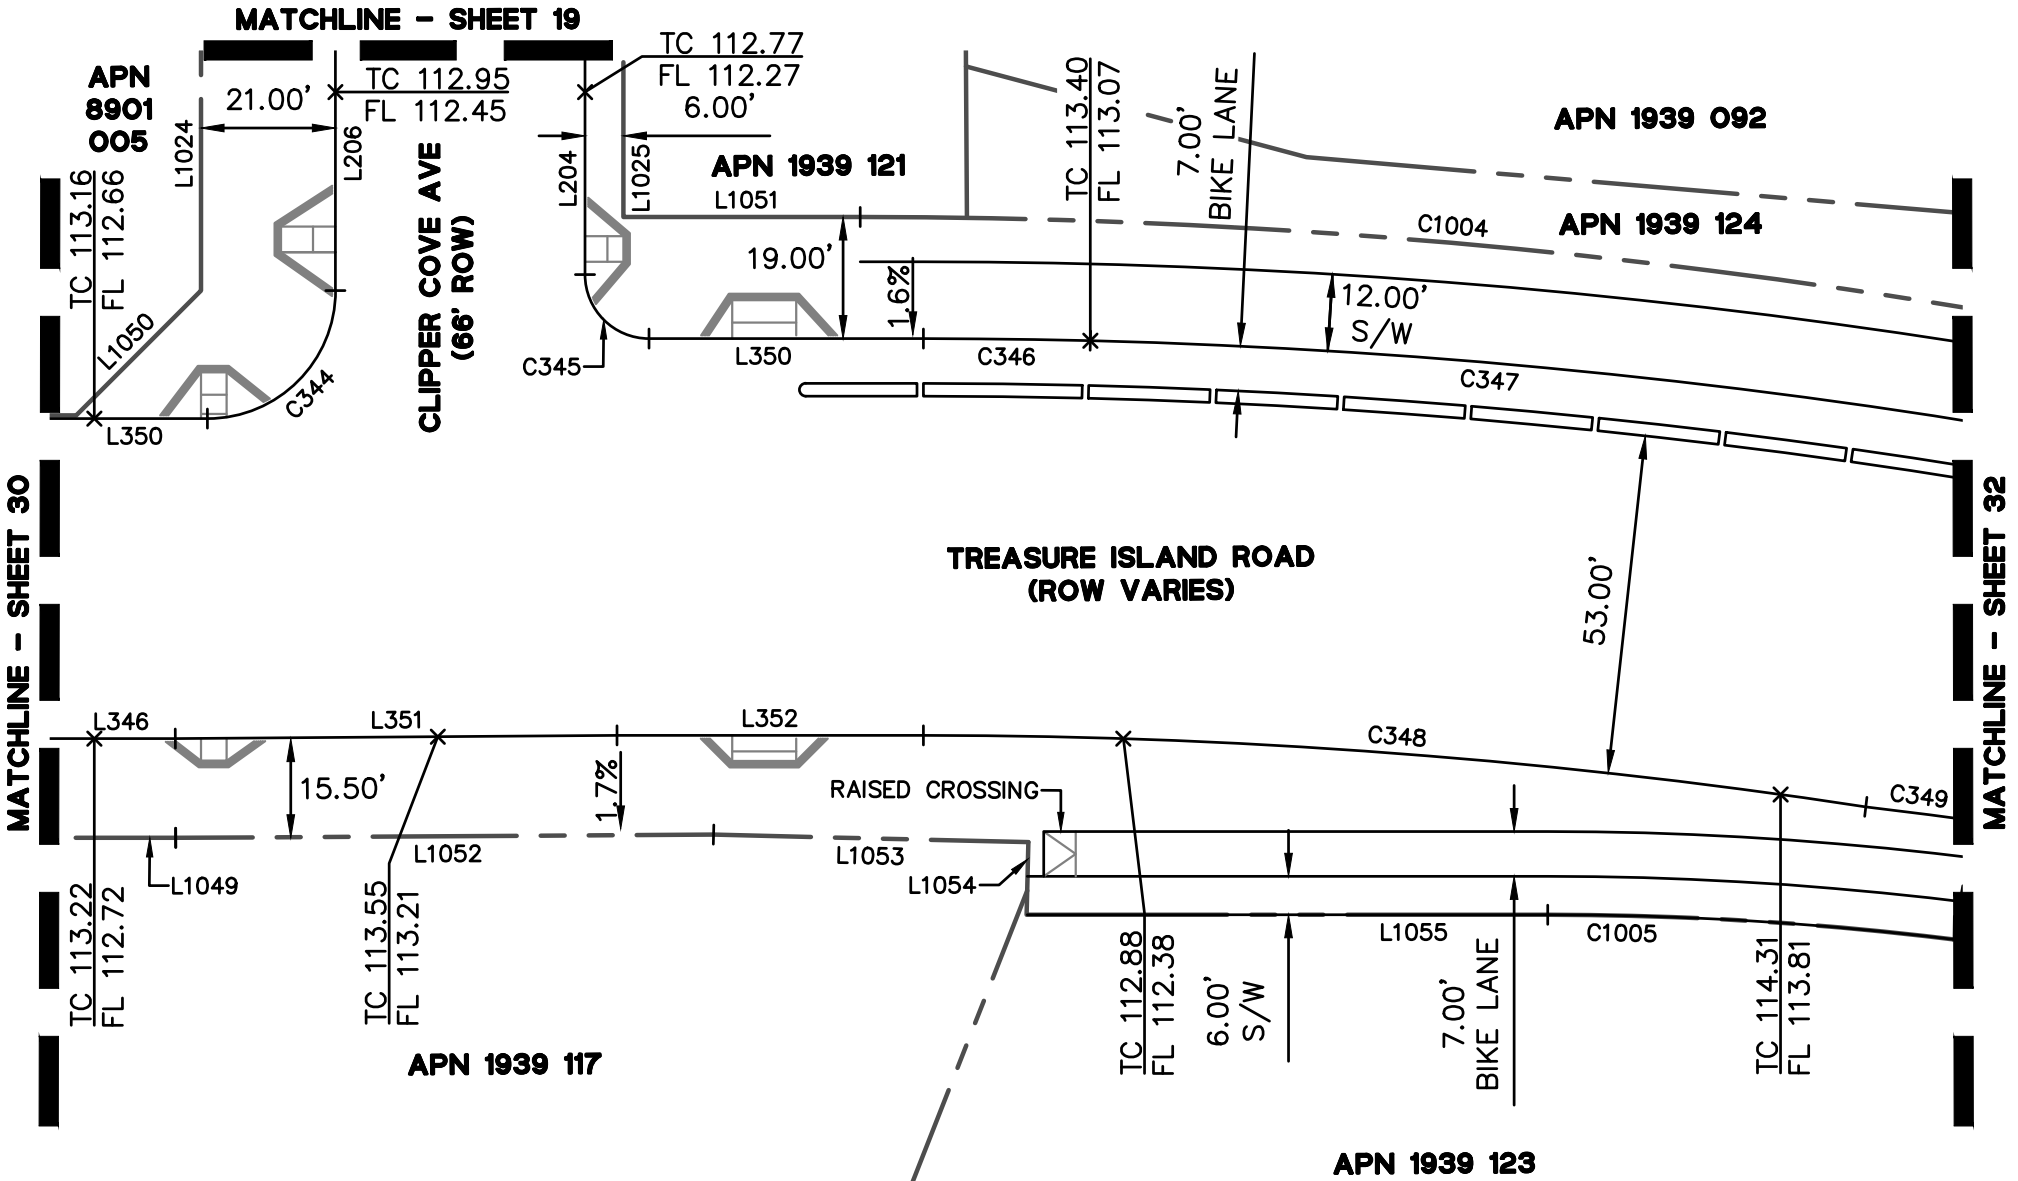 MATCHLINE - SHEET 19
APN
8901
005
21.00'
TC 112.95
FL 112.45
TC 112.77
FL 112.27
6.00'
L1024
L206
L204
L1025
APN 1939 121
L1051
TC 113.40
FL 113.07
7.00'
BIKE LANE
APN 1939 092
C1004
APN 1939 124
TC 113.16
FL 112.66
CLIPPER COVE AVE
(66' ROW)
19.00'
1.6%
12.00'
S/W
L1050
C344
L350
C345
L350
C346
C347
MATCHLINE - SHEET 30
TREASURE ISLAND ROAD
(ROW VARIES)
53.00'
MATCHLINE - SHEET 32
L346
L351
L352
C348
C349
15.50'
1.7%
RAISED CROSSING
L1049
L1052
L1053
L1054
L1055
C1005
TC 113.22
FL 112.72
TC 113.55
FL 113.21
TC 112.88
FL 112.38
6.00'
S/W
7.00'
BIKE LANE
TC 114.31
FL 113.81
APN 1939 117
APN 1939 123